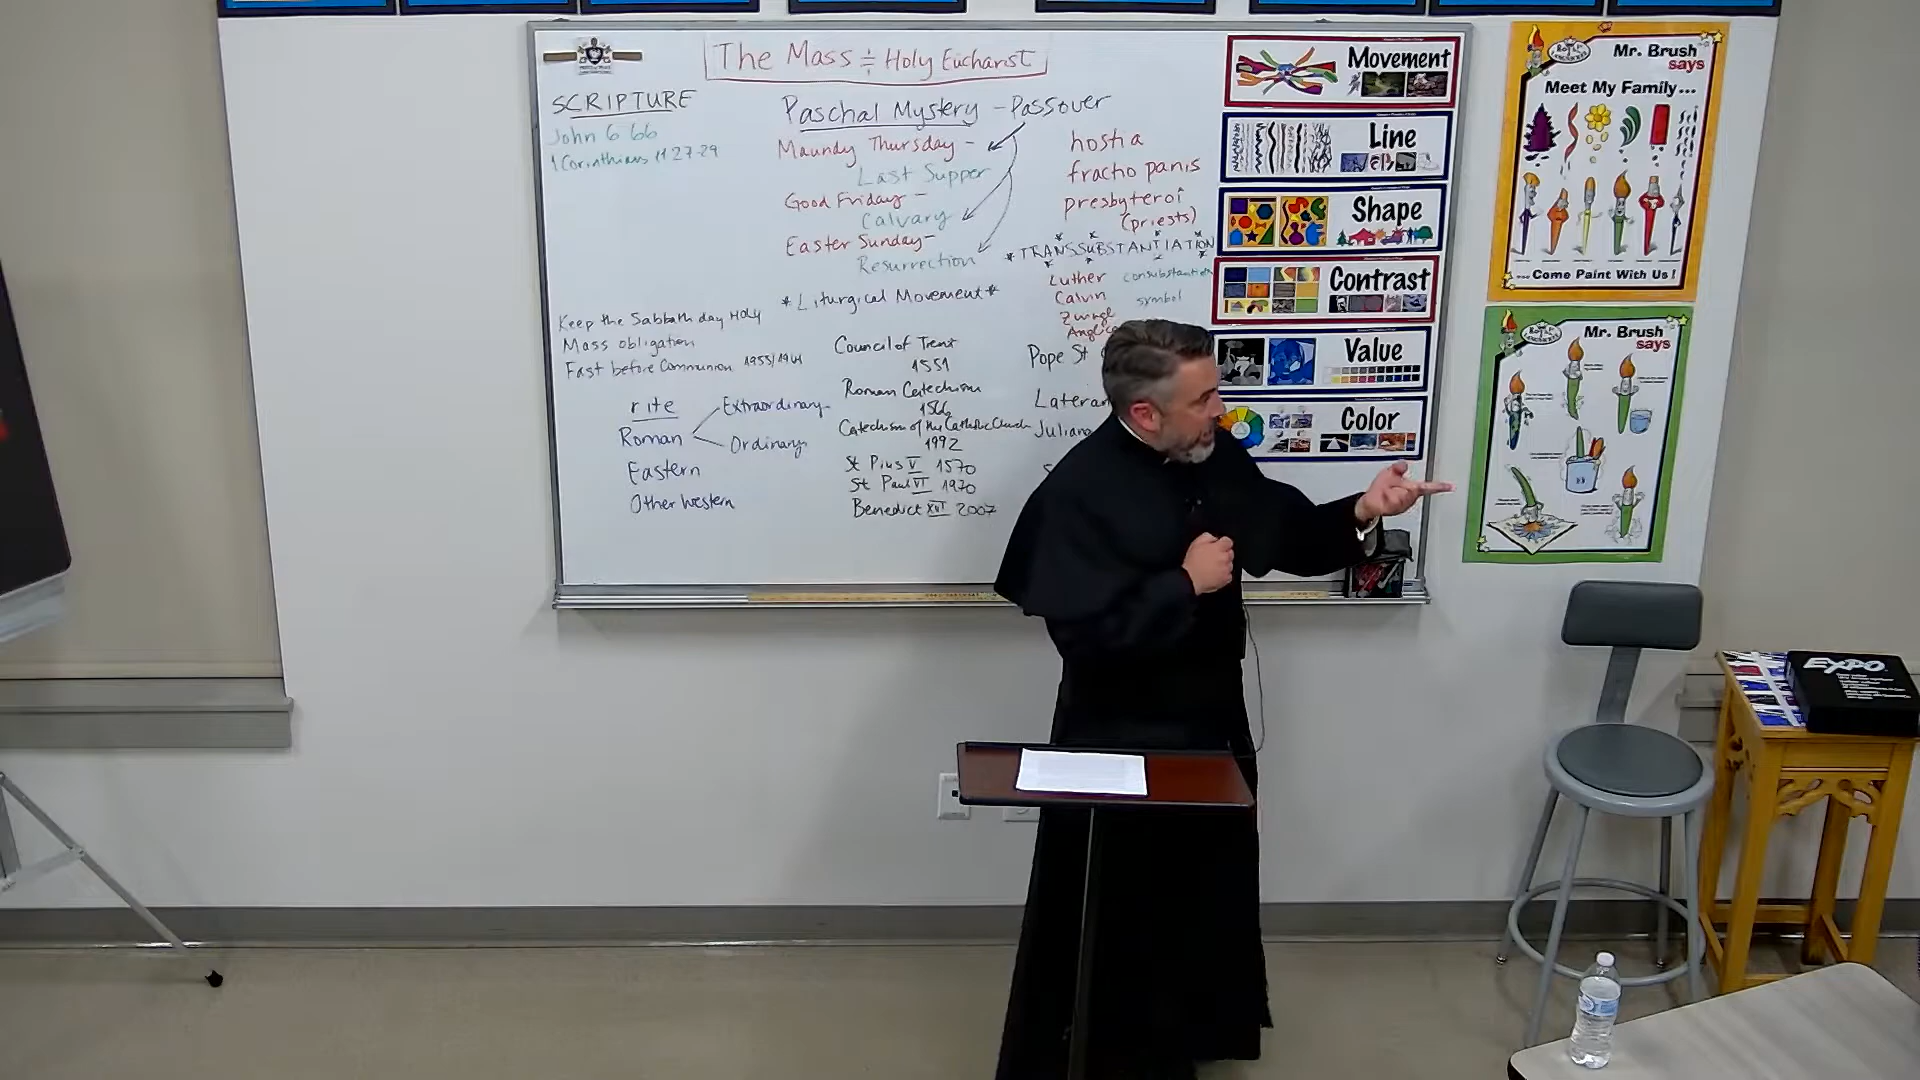 The Mass ÷ Holy Eucharist
SCRIPTURE
John 6 66
1 Corinthians 11 27-29
Paschal Mystery - Passover
Maundy Thursday -
Last Supper
Good Friday -
Calvary
Easter Sunday -
Resurrection
* Liturgical Movement *
hostia
fractio panis
presbyteroi
(priests)
*TRANSSUBSTANTIATION
Luther consubstantiation
Calvin symbol
Zwingli
Pope St
Lateran
Juliana
Keep the Sabbath day Holy
Mass obligation
Fast before Communion 1955/1964
rite
Roman
Extraordinary
Ordinary
Eastern
Other Western
Council of Trent
1551
Roman Catechism
1566
Catechism of the Catholic Church
1992
St Pius V 1570
St Paul VI 1970
Benedict XVI 2007
Movement
Line
Shape
Contrast
Value
Color
Mr. Brush
says
Meet My Family...
... Come Paint With Us!
Mr. Brush
says
EXPO